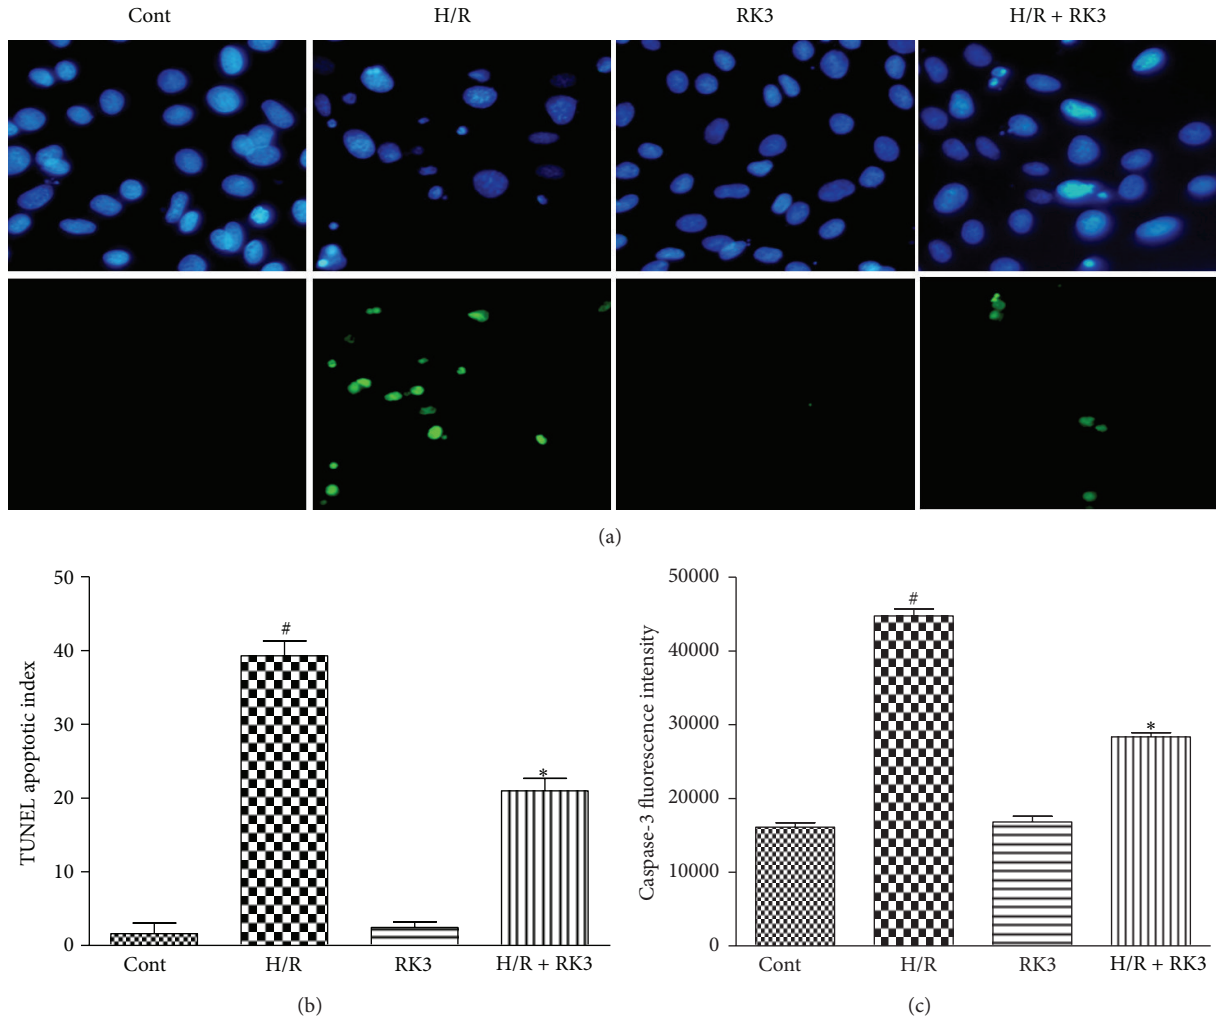 Cont H/R RK3 H/R + RK3
(a)
50
40
30
20
10
0
TUNEL apoptotic index
#
*
Cont H/R RK3 H/R + RK3
(b)
50000
40000
30000
20000
10000
0
Caspase-3 fluorescence intensity
#
*
Cont H/R RK3 H/R + RK3
(c)